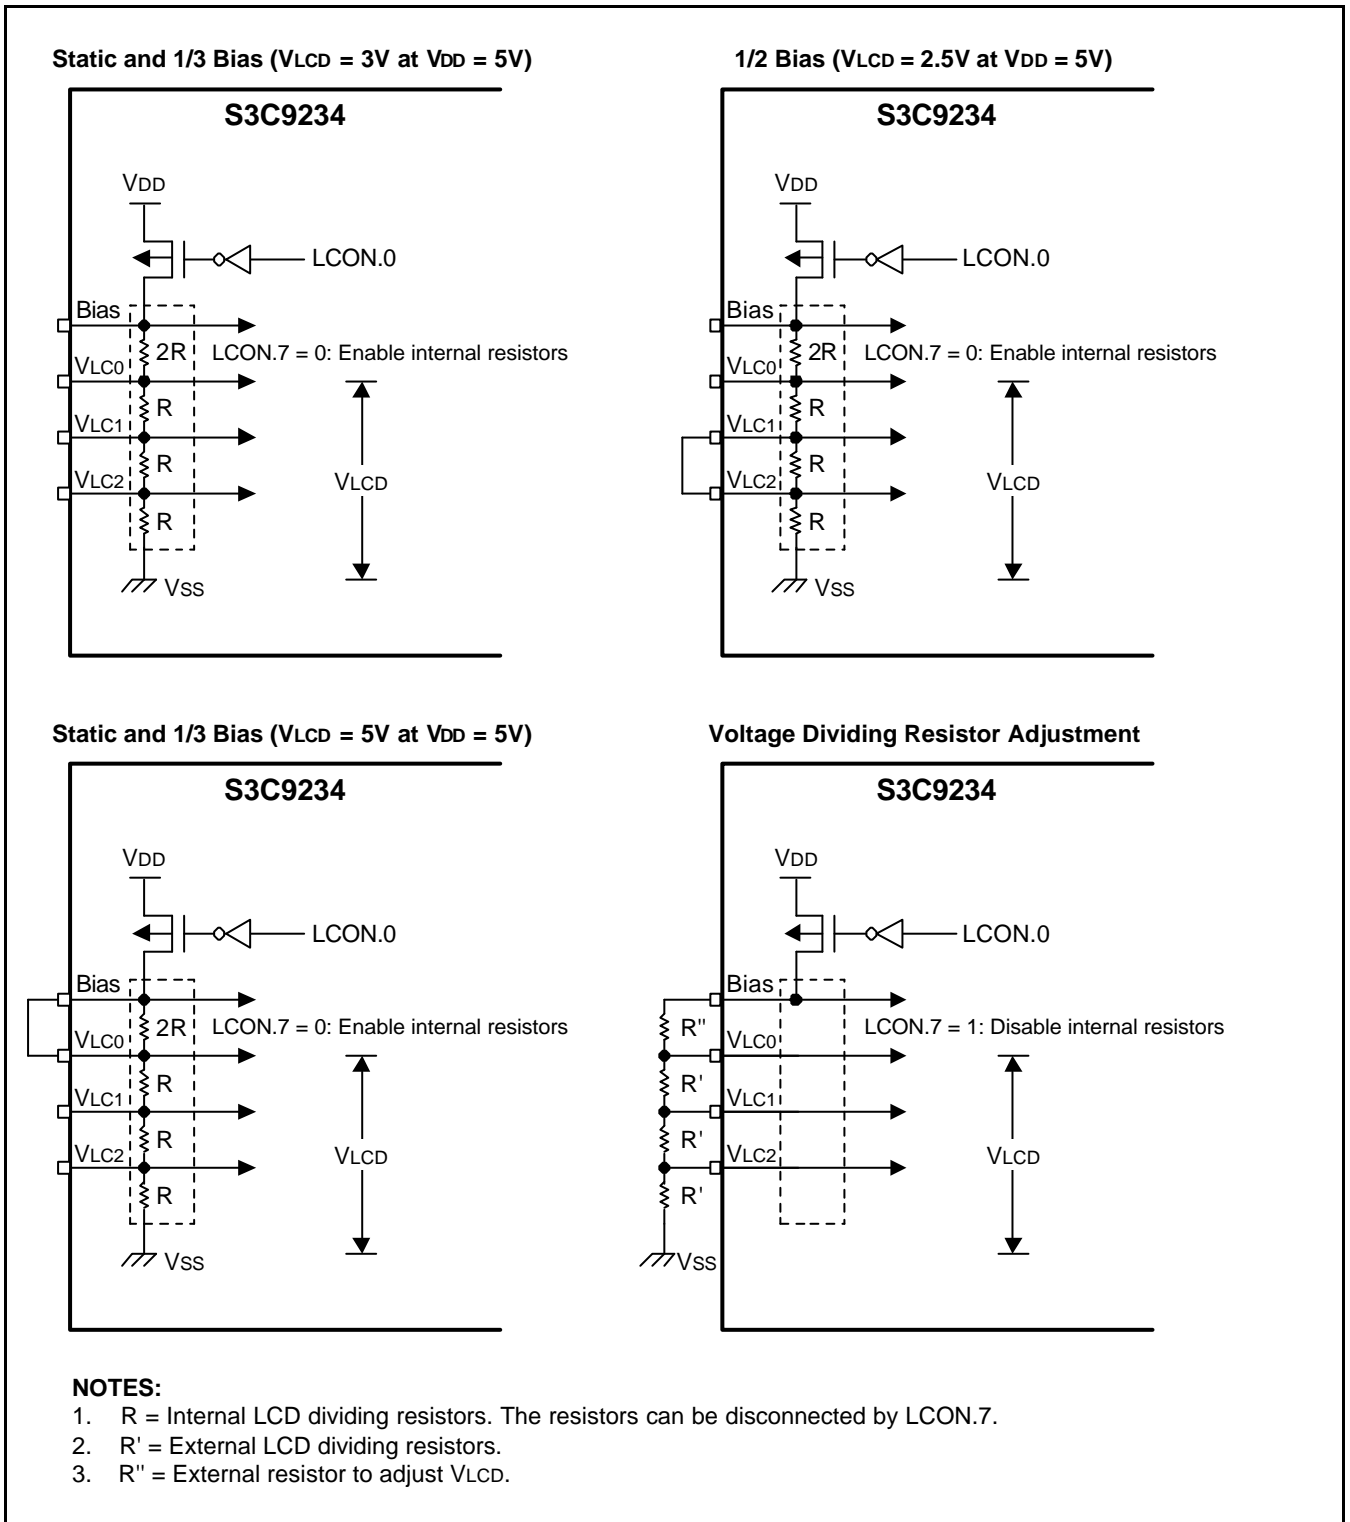 Static and 1/3 Bias (VLCD = 3V at VDD = 5V)
S3C9234
VDD
LCON.0
Bias
2R
LCON.7 = 0: Enable internal resistors
VLC0
R
VLC1
R
VLC2
VLCD
R
VSS
1/2 Bias (VLCD = 2.5V at VDD = 5V)
S3C9234
VDD
LCON.0
Bias
2R
LCON.7 = 0: Enable internal resistors
VLC0
R
VLC1
R
VLC2
VLCD
R
VSS
Static and 1/3 Bias (VLCD = 5V at VDD = 5V)
S3C9234
VDD
LCON.0
Bias
2R
LCON.7 = 0: Enable internal resistors
VLC0
R
VLC1
R
VLC2
VLCD
R
VSS
Voltage Dividing Resistor Adjustment
S3C9234
VDD
LCON.0
Bias
R''
LCON.7 = 1: Disable internal resistors
VLC0
R'
VLC1
R'
VLC2
VLCD
R'
VSS
NOTES:
1. R = Internal LCD dividing resistors. The resistors can be disconnected by LCON.7.
2. R' = External LCD dividing resistors.
3. R'' = External resistor to adjust VLCD.